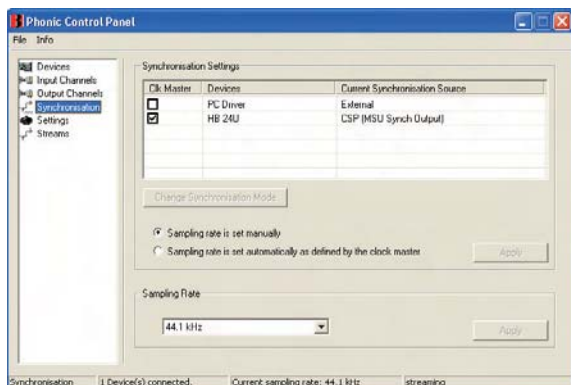 Phonic Control Panel
File Info
Devices
Input Channels
Output Channels
Synchronisation
Settings
Streams
Synchronisation Settings
Clk Master Devices Current Synchronisation Source
PC Driver External
HB 24U CSP (MSU Synch Output)
Change Synchronisation Mode
Sampling rate is set manually
Sampling rate is set automatically as defined by the clock master
Apply
Sampling Rate
44.1 kHz
Apply
Synchronisation 1 Device(s) connected. Current sampling rate: 44.1 kHz streaming